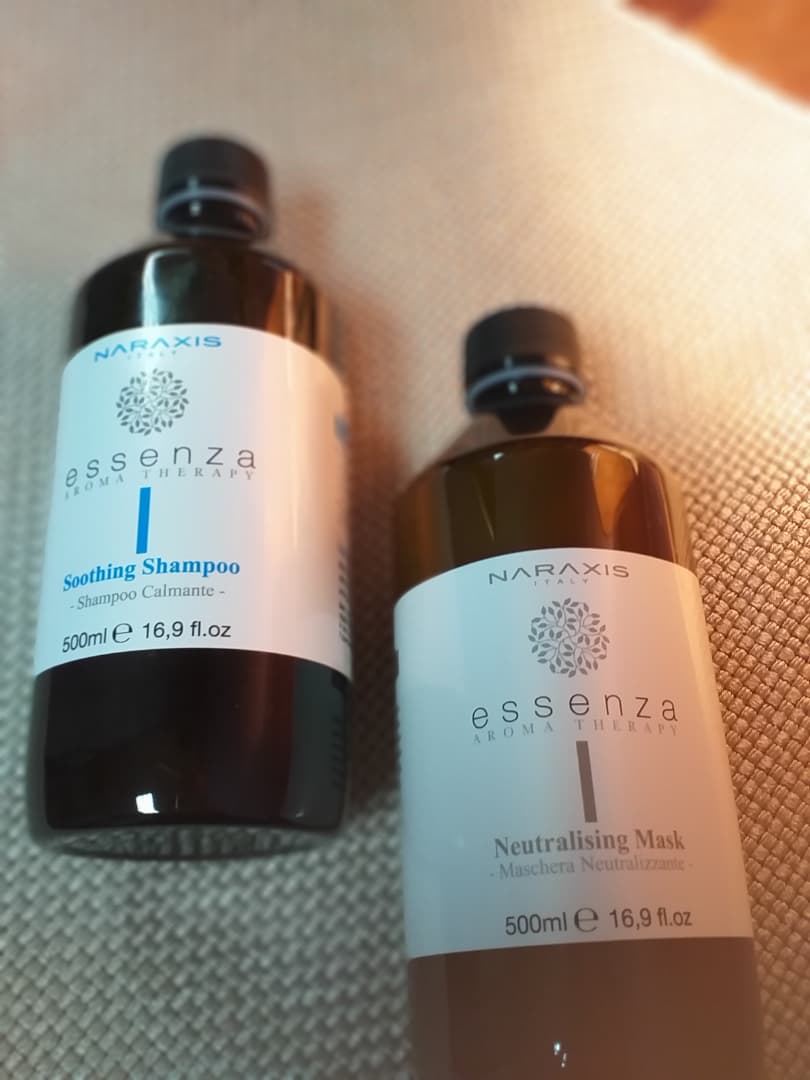 NARAXIS
ITALY
essenza
AROMA THERAPY
Soothing Shampoo
- Shampoo Calmante -
500ml ℮ 16,9 fl.oz
NARAXIS
ITALY
essenza
AROMA THERAPY
Neutralising Mask
- Maschera Neutralizzante -
500ml ℮ 16,9 fl.oz